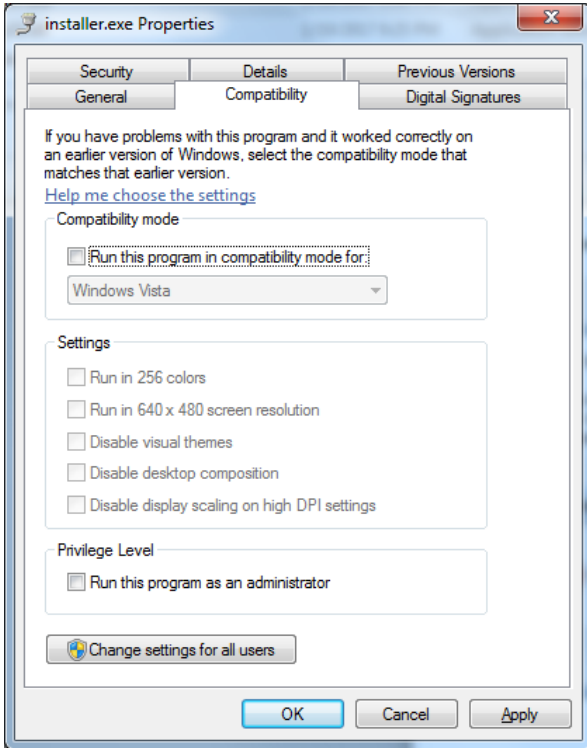 installer.exe Properties
Security
Details
Previous Versions
General
Compatibility
Digital Signatures
If you have problems with this program and it worked correctly on
an earlier version of Windows, select the compatibility mode that
matches that earlier version.
Help me choose the settings
Compatibility mode
Run this program in compatibility mode for:
Windows Vista
Settings
Run in 256 colors
Run in 640 x 480 screen resolution
Disable visual themes
Disable desktop composition
Disable display scaling on high DPI settings
Privilege Level
Run this program as an administrator
Change settings for all users
OK
Cancel
Apply